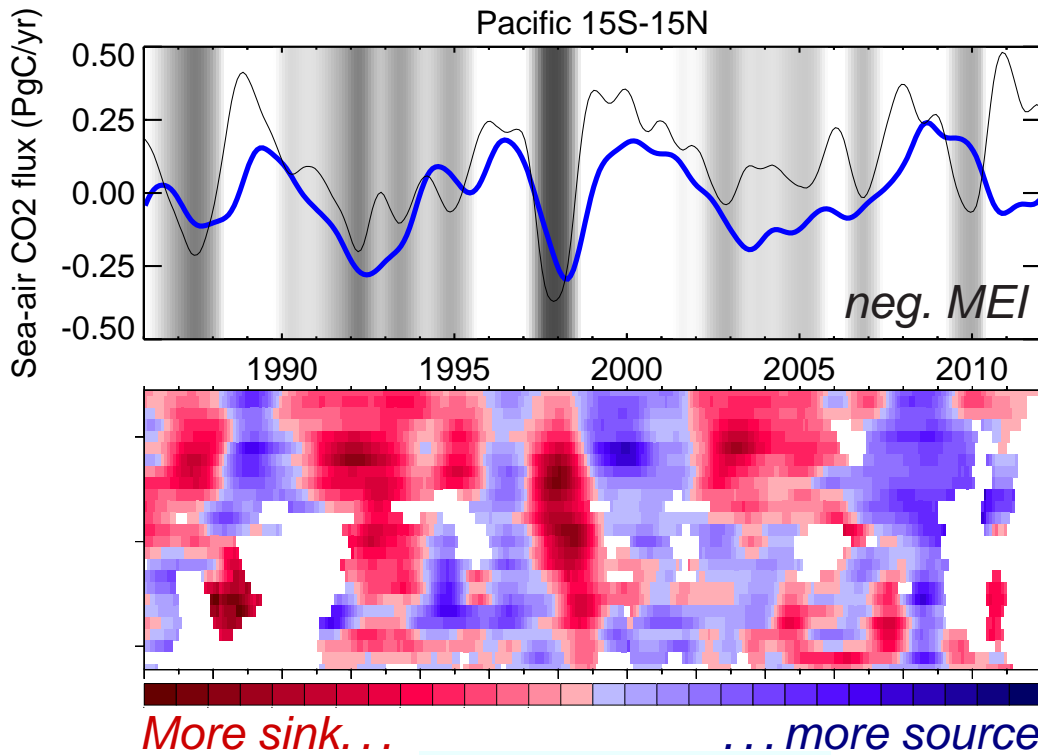 Pacific 15S-15N
Sea-air CO2 flux (PgC/yr)
0.50
0.25
0.00
-0.25
-0.50
neg. MEI
1990 1995 2000 2005 2010
More sink... ...more source